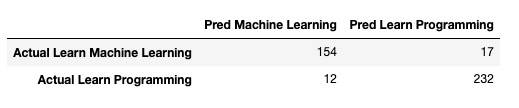 Pred Machine Learning Pred Learn Programming
Actual Learn Machine Learning 154 17
Actual Learn Programming 12 232